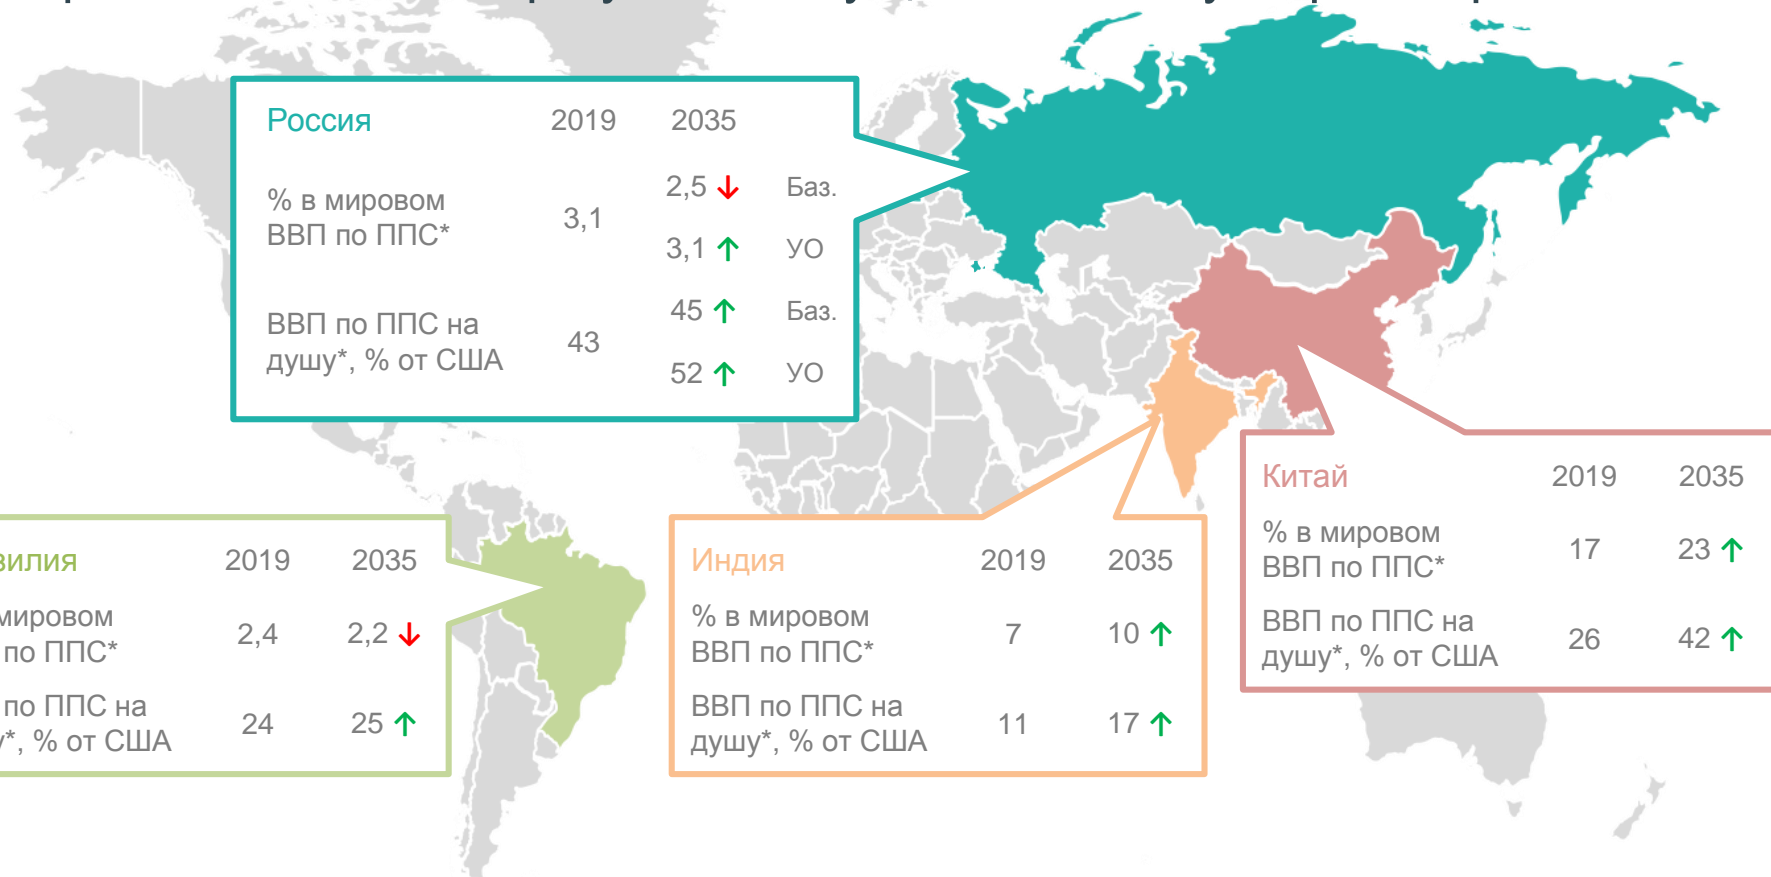 Россия 2019 2035
% в мировом
ВВП по ППС*
3,1
2,5 ↓ Баз.
3,1 ↑ УО
ВВП по ППС на
душу*, % от США
43
45 ↑ Баз.
52 ↑ УО
Китай 2019 2035
% в мировом
ВВП по ППС*
17 23 ↑
ВВП по ППС на
душу*, % от США
26 42 ↑
2019 2035
мировом
по ППС*
2,4 2,2 ↓
по ППС на
% от США
24 25 ↑
Индия 2019 2035
% в мировом
ВВП по ППС*
7 10 ↑
ВВП по ППС на
душу*, % от США
11 17 ↑